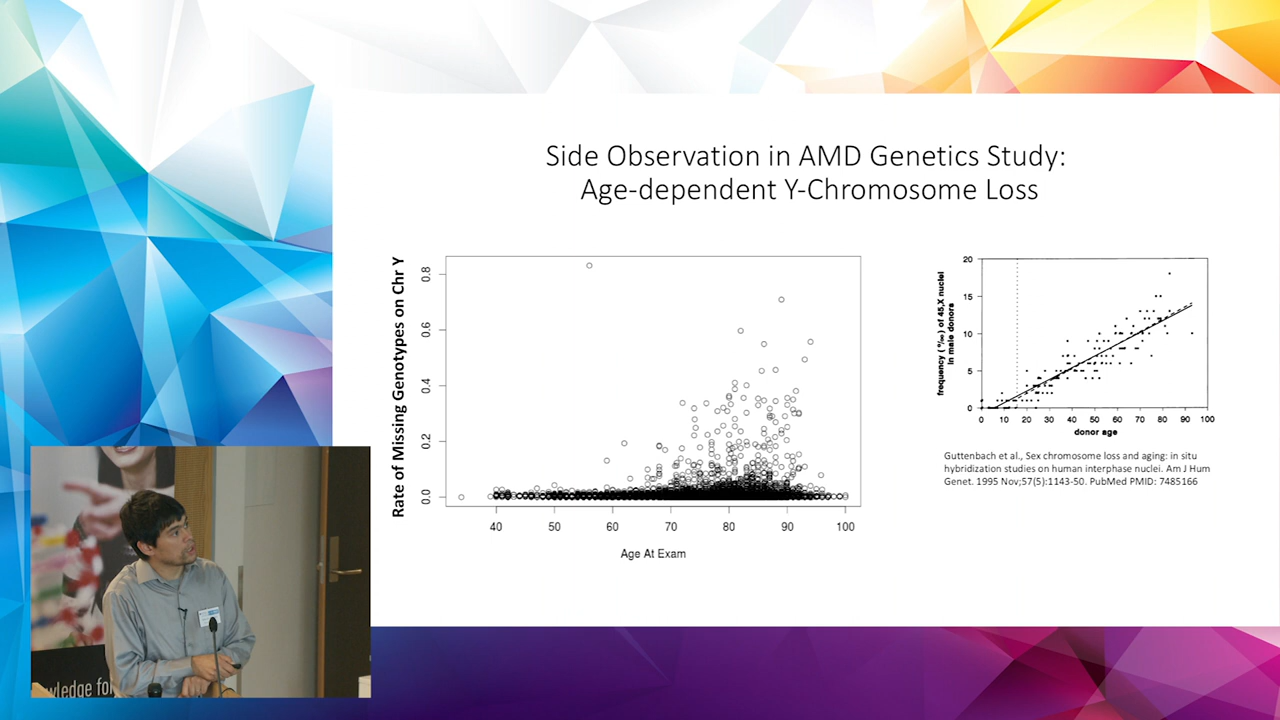 Side Observation in AMD Genetics Study:
Age-dependent Y-Chromosome Loss
Rate of Missing Genotypes on Chr Y
0.8
0.6
0.4
0.2
0.0
40 50 60 70 80 90 100
Age At Exam
frequency (°/oo) of 45,X nuclei
in male donors
20
15
10
5
0
0 10 20 30 40 50 60 70 80 90 100
donor age
Guttenbach et al., Sex chromosome loss and aging: in situ
hybridization studies on human interphase nuclei. Am J Hum
Genet. 1995 Nov;57(5):1143-50. PubMed PMID: 7485166
wledge for